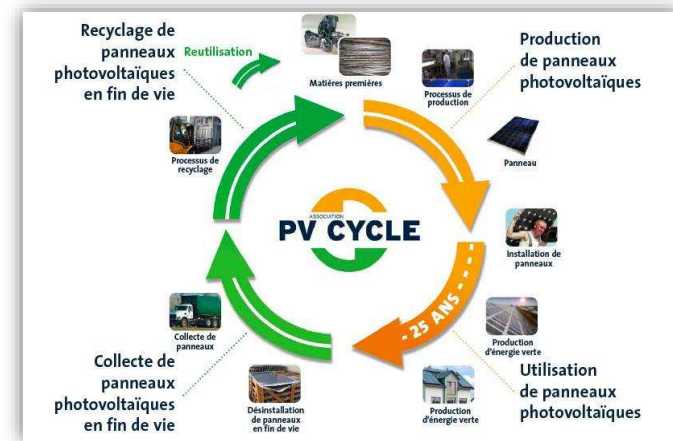 Recyclage de
panneaux
photovoltaïques
en fin de vie
Reutilisation
Matières premières
Processus de
production
Production
de panneaux
photovoltaïques
Panneau
Installation de
panneaux
Production
d'énergie verte
Utilisation
de panneaux
photovoltaïques
Production
d'énergie verte
- 25 ANS -
Désinstallation
de panneaux
en fin de vie
Collecte de
panneaux
photovoltaïques
en fin de vie
Collecte de
panneaux
Processus de
recyclage
ASSOCIATION
PV CYCLE